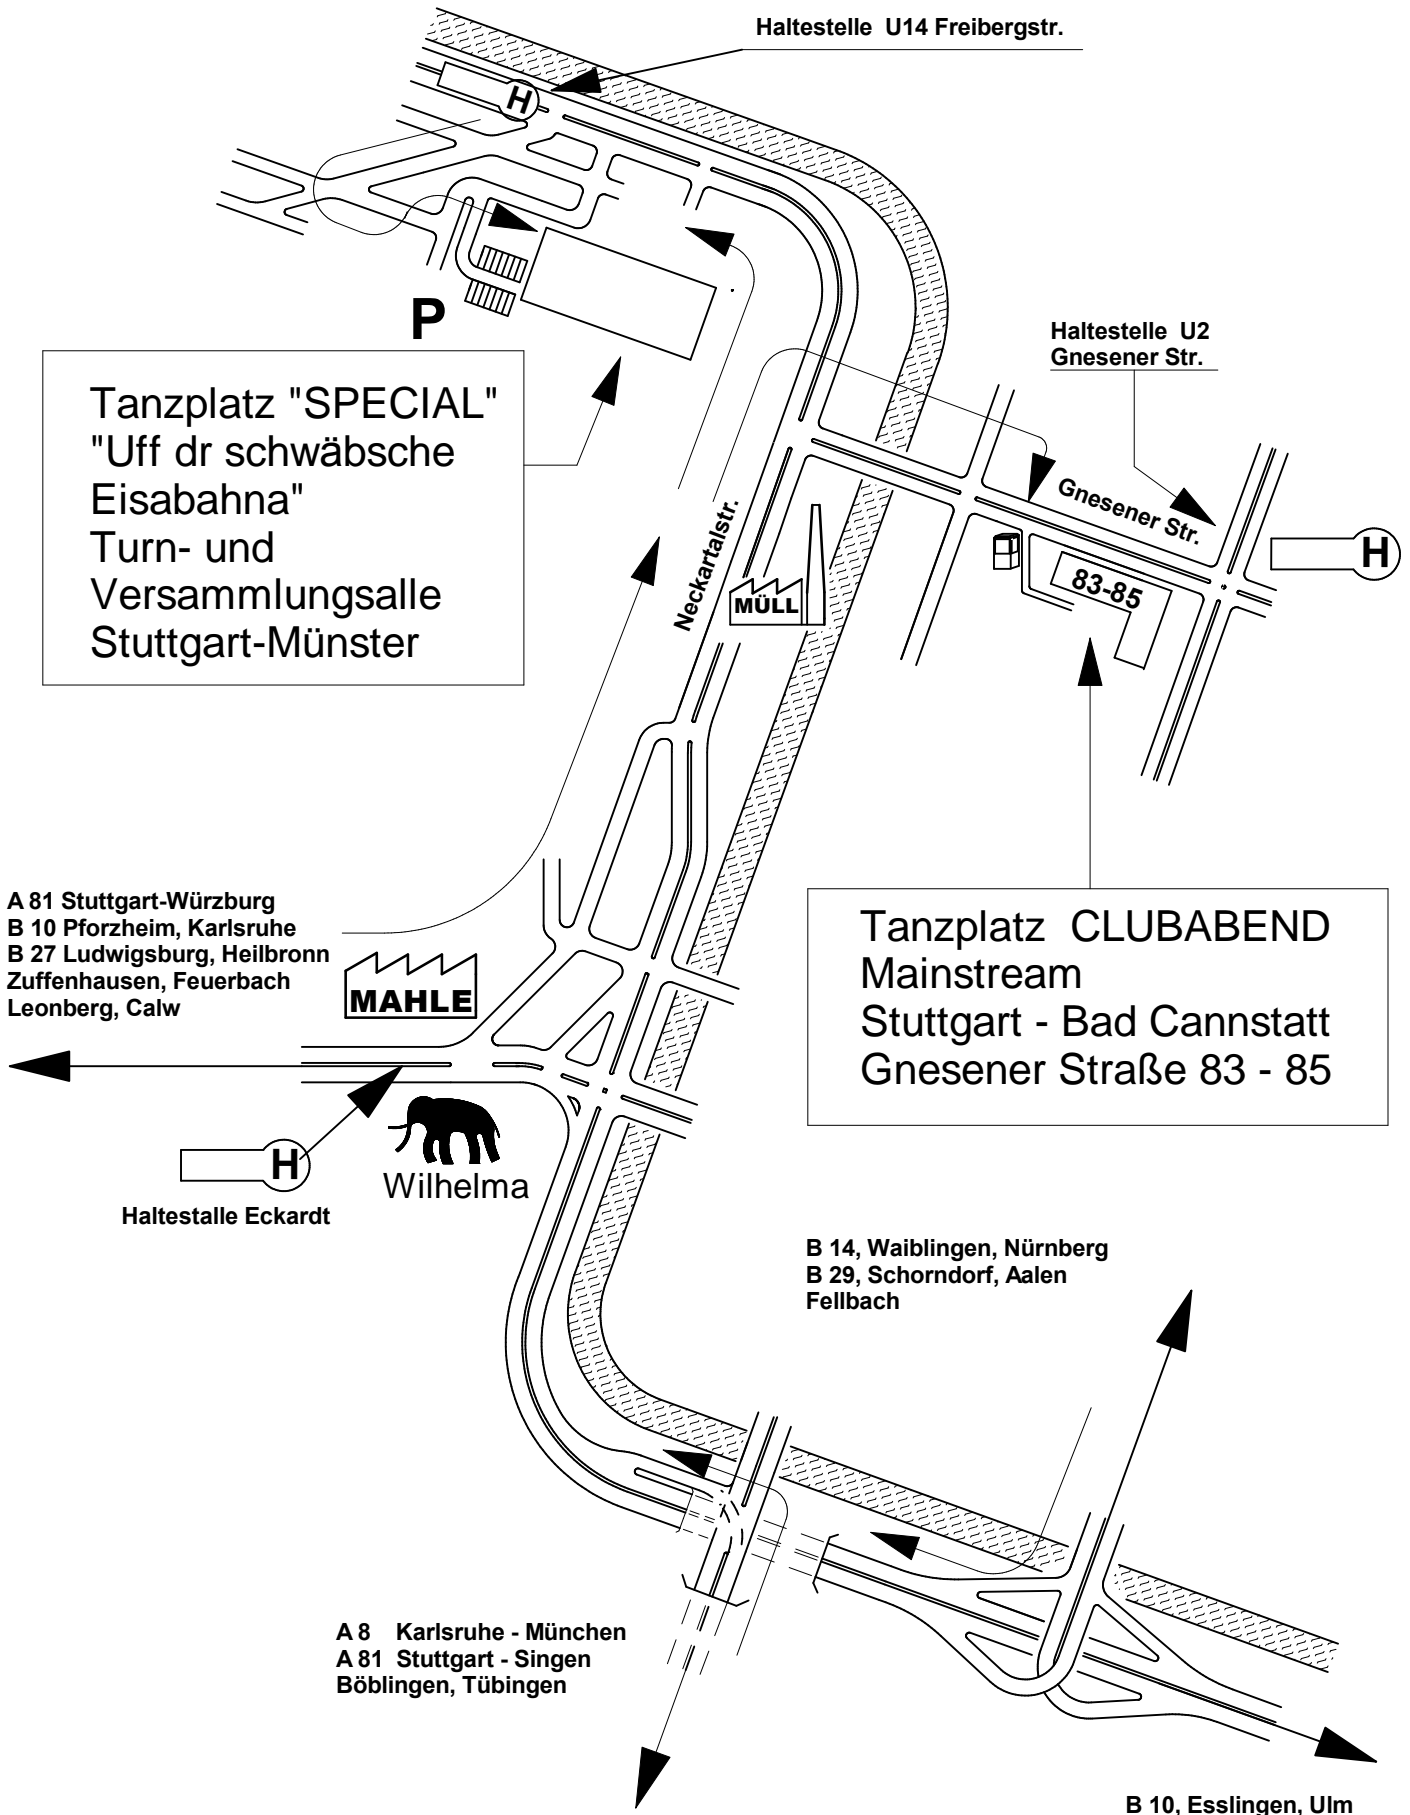 Haltestelle U14 Freibergstr.
H
P
Haltestelle U2
Gnesener Str.
Tanzplatz "SPECIAL"
"Uff dr schwäbsche
Eisabahna"
Turn- und
Versammlungsalle
Stuttgart-Münster
Neckartalstr.
Gnesener Str.
H
83-85
MÜLL
A 81 Stuttgart-Würzburg
B 10 Pforzheim, Karlsruhe
B 27 Ludwigsburg, Heilbronn
Zuffenhausen, Feuerbach
Leonberg, Calw
MAHLE
Tanzplatz CLUBABEND
Mainstream
Stuttgart - Bad Cannstatt
Gnesener Straße 83 - 85
H
Wilhelma
Haltestalle Eckardt
B 14, Waiblingen, Nürnberg
B 29, Schorndorf, Aalen
Fellbach
A 8 Karlsruhe - München
A 81 Stuttgart - Singen
Böblingen, Tübingen
B 10, Esslingen, Ulm